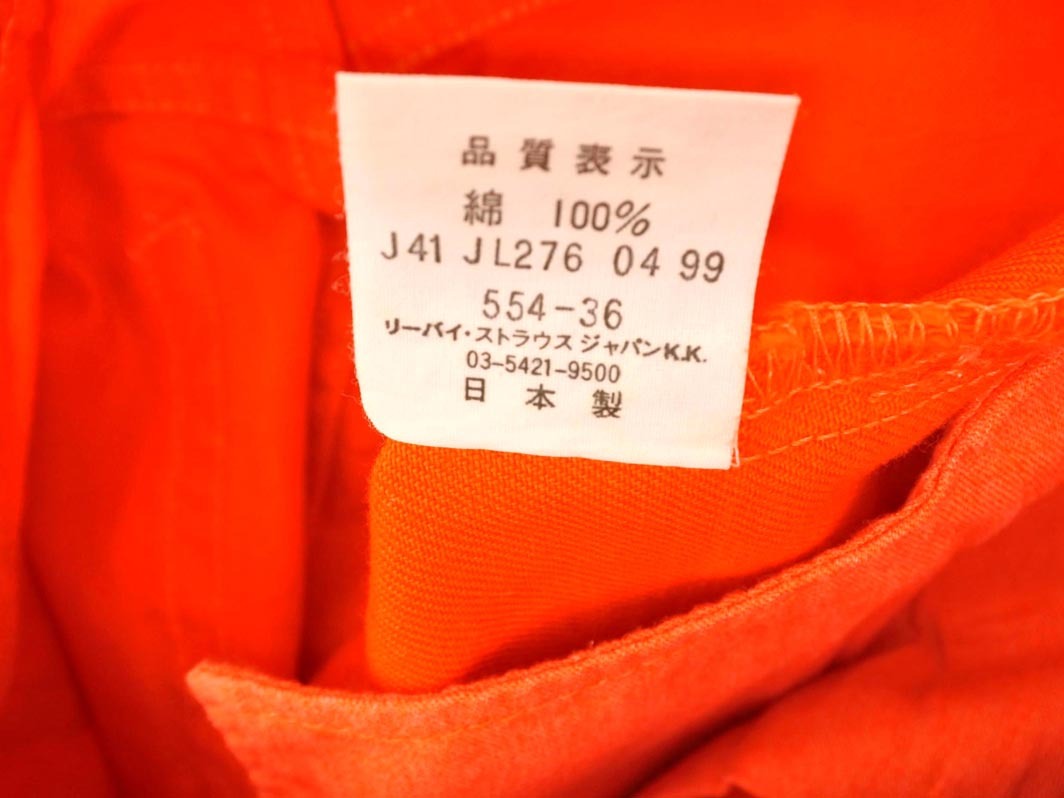 品質表示
綿 100%
J41 JL276 04 99
554-36
リーバイ・ストラウス ジャパンK.K.
03-5421-9500
日本製